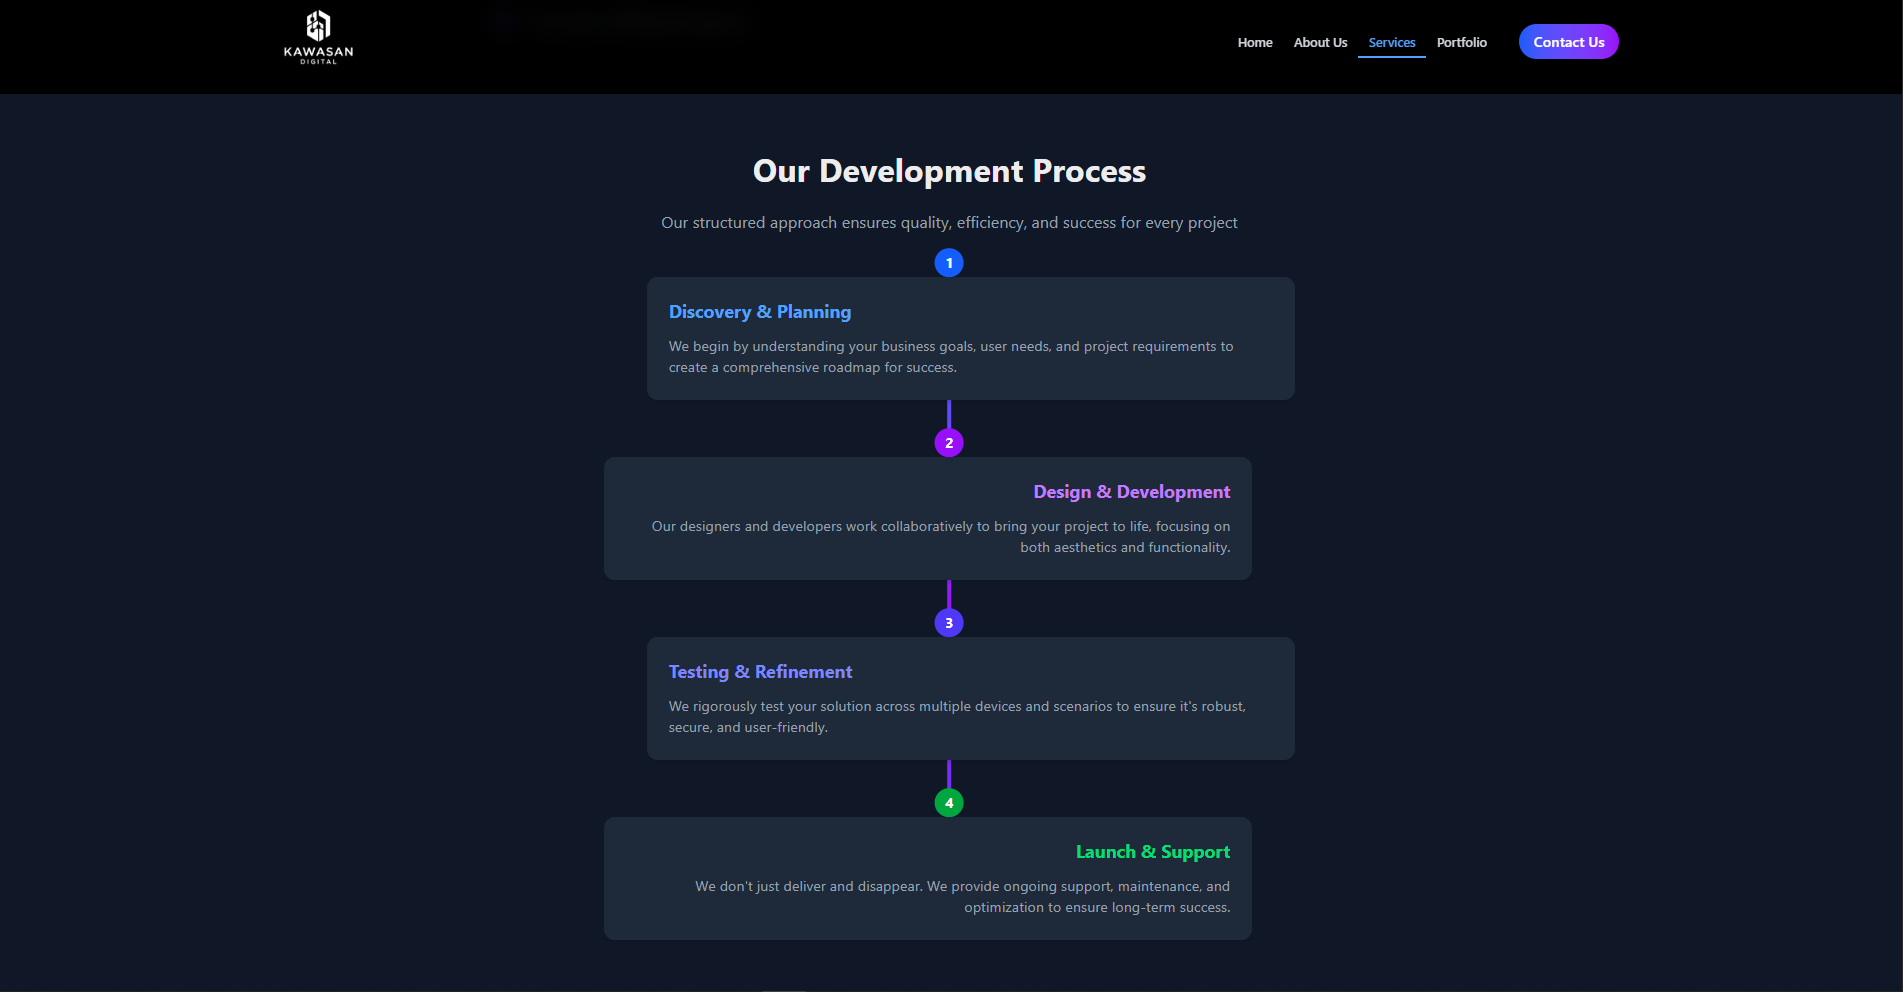 KAWASAN
DIGITAL
Home About Us Services Portfolio Contact Us
Our Development Process
Our structured approach ensures quality, efficiency, and success for every project
1
Discovery & Planning
We begin by understanding your business goals, user needs, and project requirements to
create a comprehensive roadmap for success.
2
Design & Development
Our designers and developers work collaboratively to bring your project to life, focusing on
both aesthetics and functionality.
3
Testing & Refinement
We rigorously test your solution across multiple devices and scenarios to ensure it's robust,
secure, and user-friendly.
4
Launch & Support
We don't just deliver and disappear. We provide ongoing support, maintenance, and
optimization to ensure long-term success.